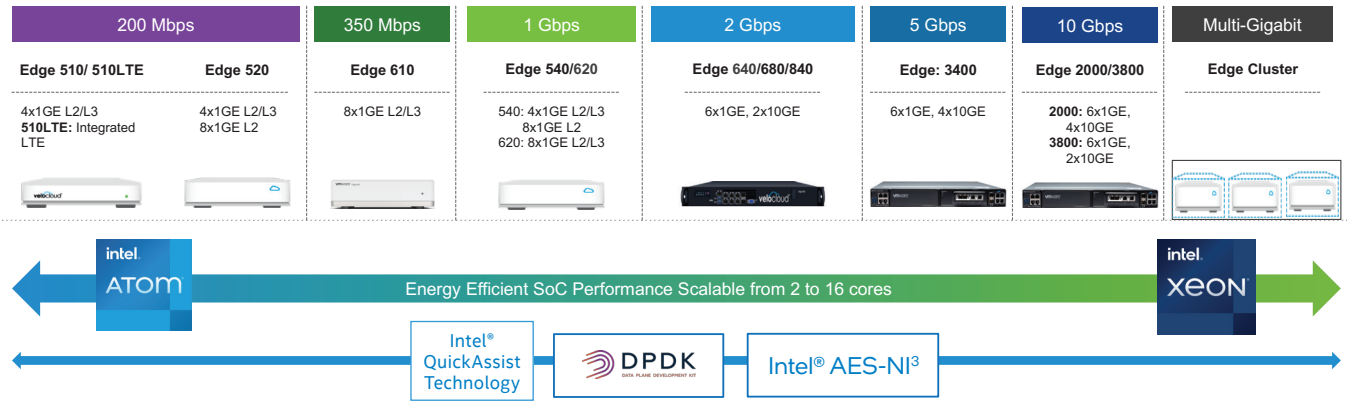 200 Mbps
350 Mbps
1 Gbps
2 Gbps
5 Gbps
10 Gbps
Multi-Gigabit
Edge 510/ 510LTE
Edge 520
Edge 610
Edge 540/620
Edge 640/680/840
Edge: 3400
Edge 2000/3800
Edge Cluster
4x1GE L2/L3
510LTE: Integrated
LTE
4x1GE L2/L3
8x1GE L2
8x1GE L2/L3
540: 4x1GE L2/L3
8x1GE L2
620: 8x1GE L2/L3
6x1GE, 2x10GE
6x1GE, 4x10GE
2000: 6x1GE,
4x10GE
3800: 6x1GE,
2x10GE
velocloud
vmware
velocloud
vmware
vmware
intel.
ATOM
Energy Efficient SoC Performance Scalable from 2 to 16 cores
intel.
XEON
Intel®
QuickAssist
Technology
DPDK
DATA PLANE DEVELOPMENT KIT
Intel® AES-NI³